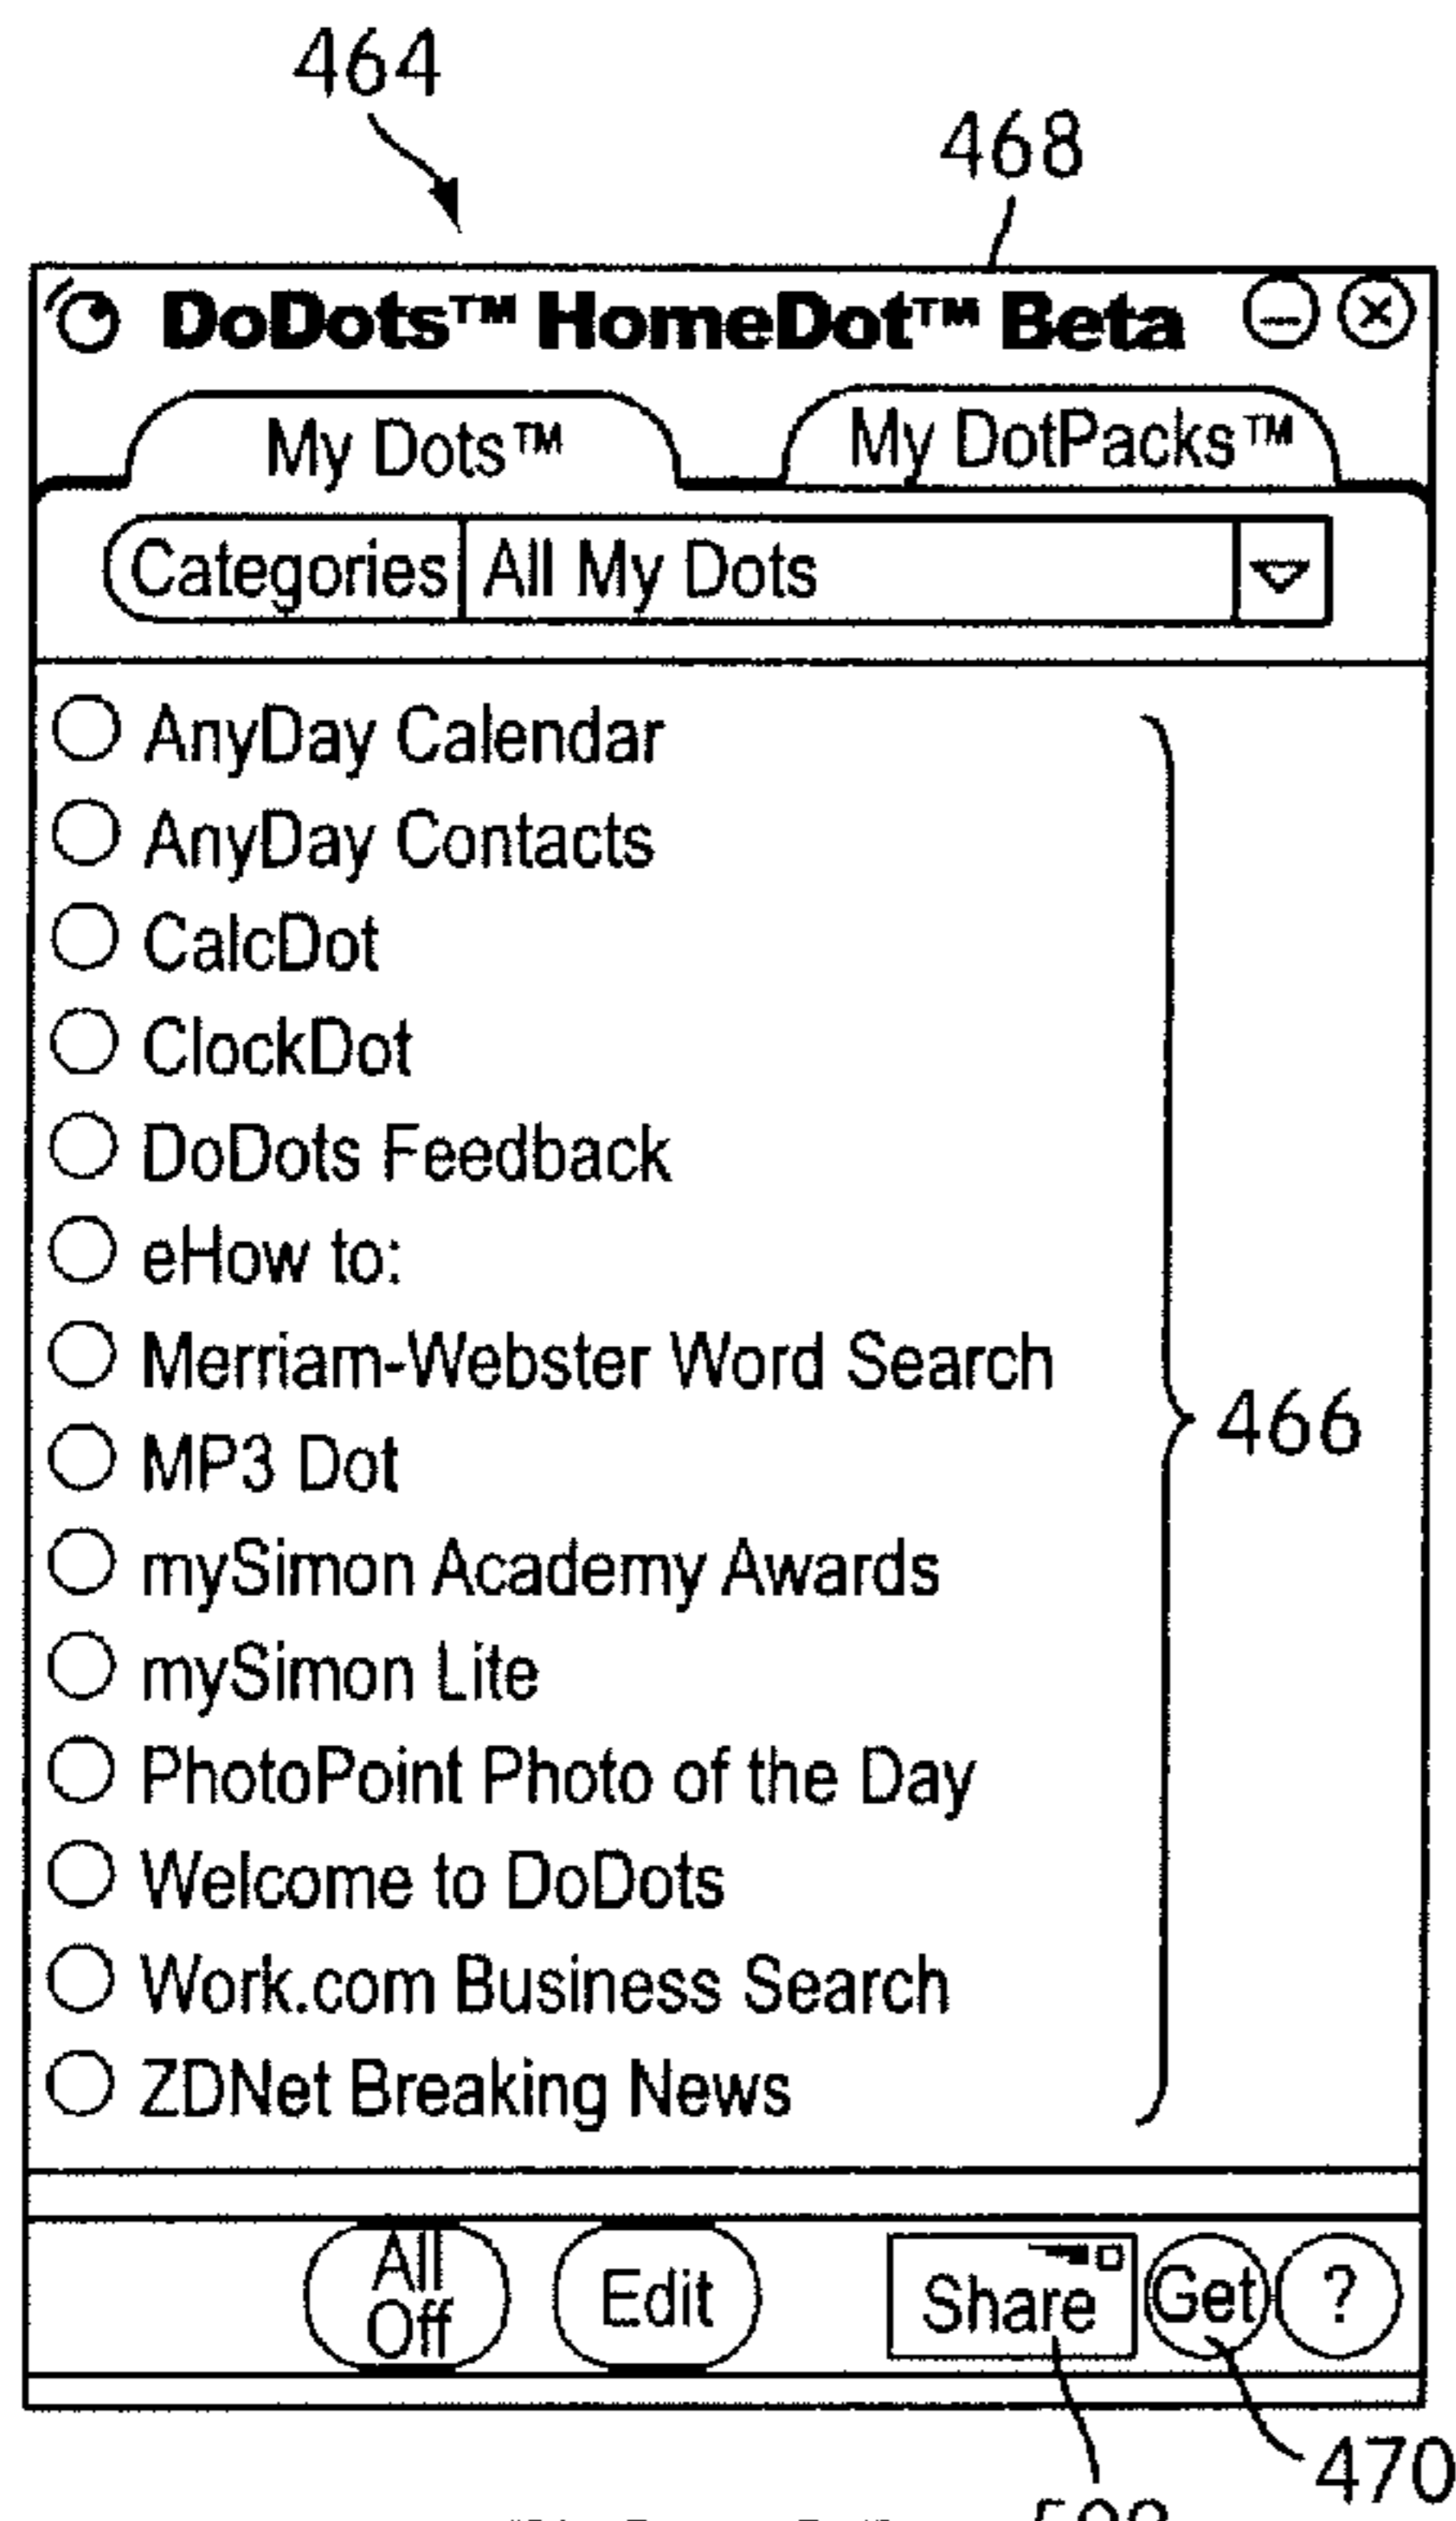 464
468
DoDots™ HomeDot™ Beta
My Dots™
My DotPacks™
Categories All My Dots
AnyDay Calendar
AnyDay Contacts
CalcDot
ClockDot
DoDots Feedback
eHow to:
Merriam-Webster Word Search
MP3 Dot
mySimon Academy Awards
mySimon Lite
PhotoPoint Photo of the Day
Welcome to DoDots
Work.com Business Search
ZDNet Breaking News
466
All
Off
Edit
Share
Get
?
470